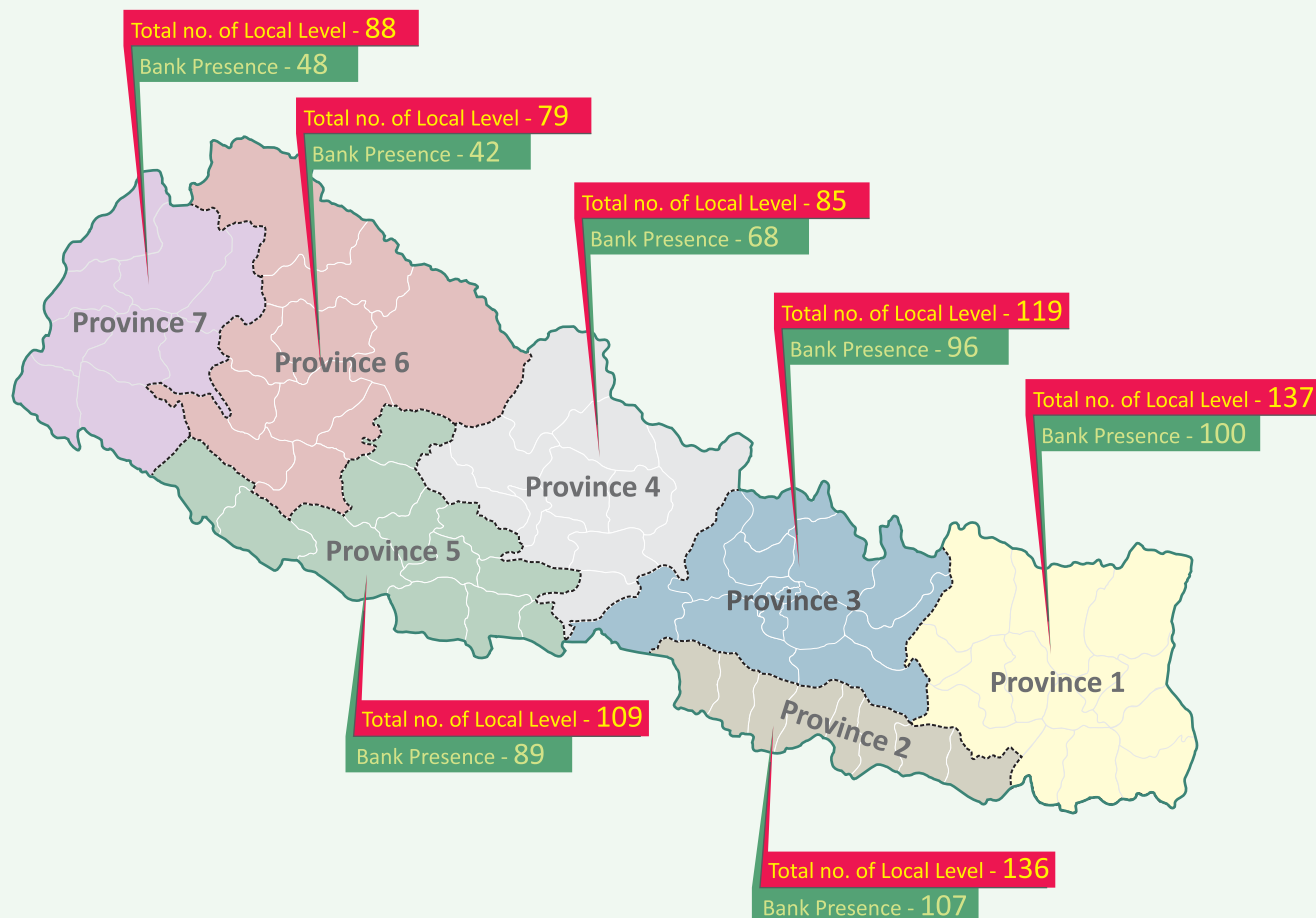 Total no. of Local Level - 88
Bank Presence - 48
Total no. of Local Level - 79
Bank Presence - 42
Total no. of Local Level - 85
Bank Presence - 68
Total no. of Local Level - 119
Bank Presence - 96
Total no. of Local Level - 137
Bank Presence - 100
Province 7
Province 6
Province 4
Province 5
Province 3
Province 1
Province 2
Total no. of Local Level - 109
Bank Presence - 89
Total no. of Local Level - 136
Bank Presence - 107